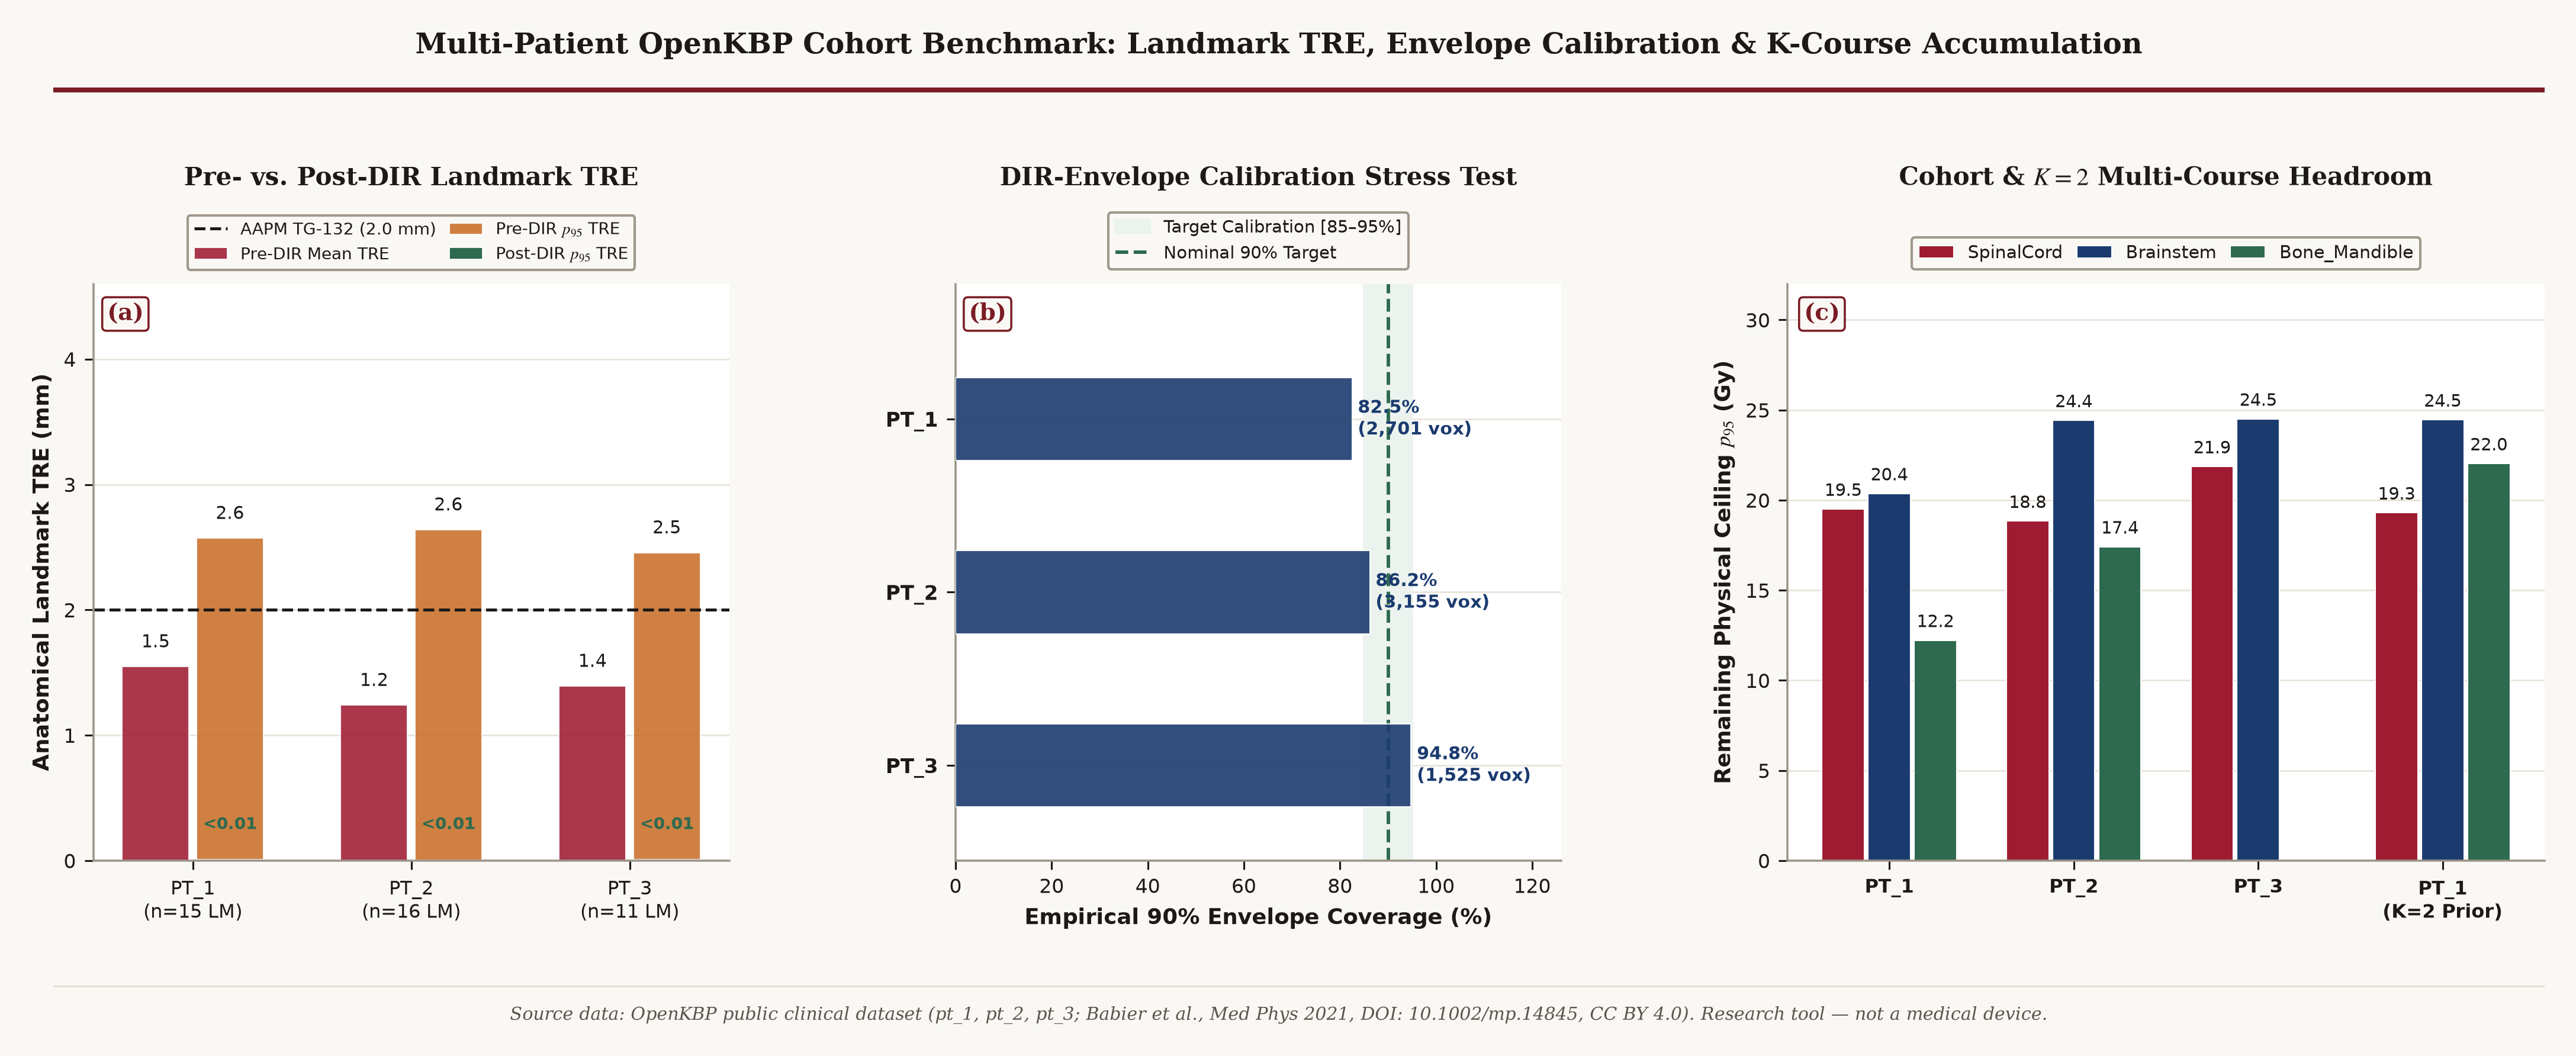 Multi-Patient OpenKBP Cohort Benchmark: Landmark TRE, Envelope Calibration & K-Course Accumulation
Pre- vs. Post-DIR Landmark TRE
AAPM TG-132 (2.0 mm)
Pre-DIR Mean TRE
Pre-DIR p95 TRE
Post-DIR p95 TRE
(a)
Anatomical Landmark TRE (mm)
4
3
2
1
0
1.5
2.6
<0.01
1.2
2.6
<0.01
1.4
2.5
<0.01
PT_1
(n=15 LM)
PT_2
(n=16 LM)
PT_3
(n=11 LM)
DIR-Envelope Calibration Stress Test
Target Calibration [85–95%]
Nominal 90% Target
(b)
PT_1
82.5%
(2,701 vox)
PT_2
86.2%
(3,155 vox)
PT_3
94.8%
(1,525 vox)
0 20 40 60 80 100 120
Empirical 90% Envelope Coverage (%)
Cohort & K = 2 Multi-Course Headroom
SpinalCord Brainstem Bone_Mandible
(c)
Remaining Physical Ceiling p95 (Gy)
30
25
20
15
10
5
0
19.5
20.4
12.2
18.8
24.4
17.4
21.9
24.5
19.3
24.5
22.0
PT_1
PT_2
PT_3
PT_1
(K=2 Prior)
Source data: OpenKBP public clinical dataset (pt_1, pt_2, pt_3; Babier et al., Med Phys 2021, DOI: 10.1002/mp.14845, CC BY 4.0). Research tool — not a medical device.